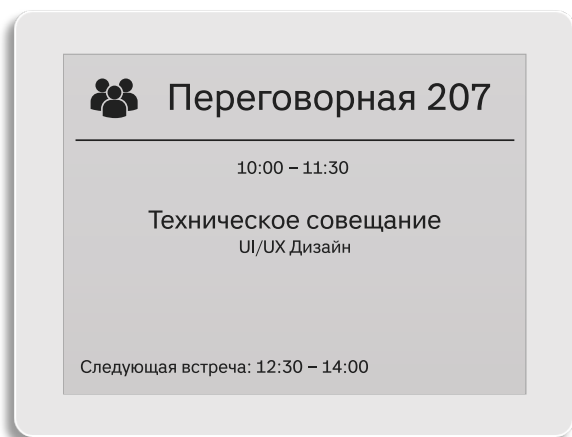 Переговорная 207
10:00 – 11:30
Техническое совещание
UI/UX Дизайн
Следующая встреча: 12:30 – 14:00